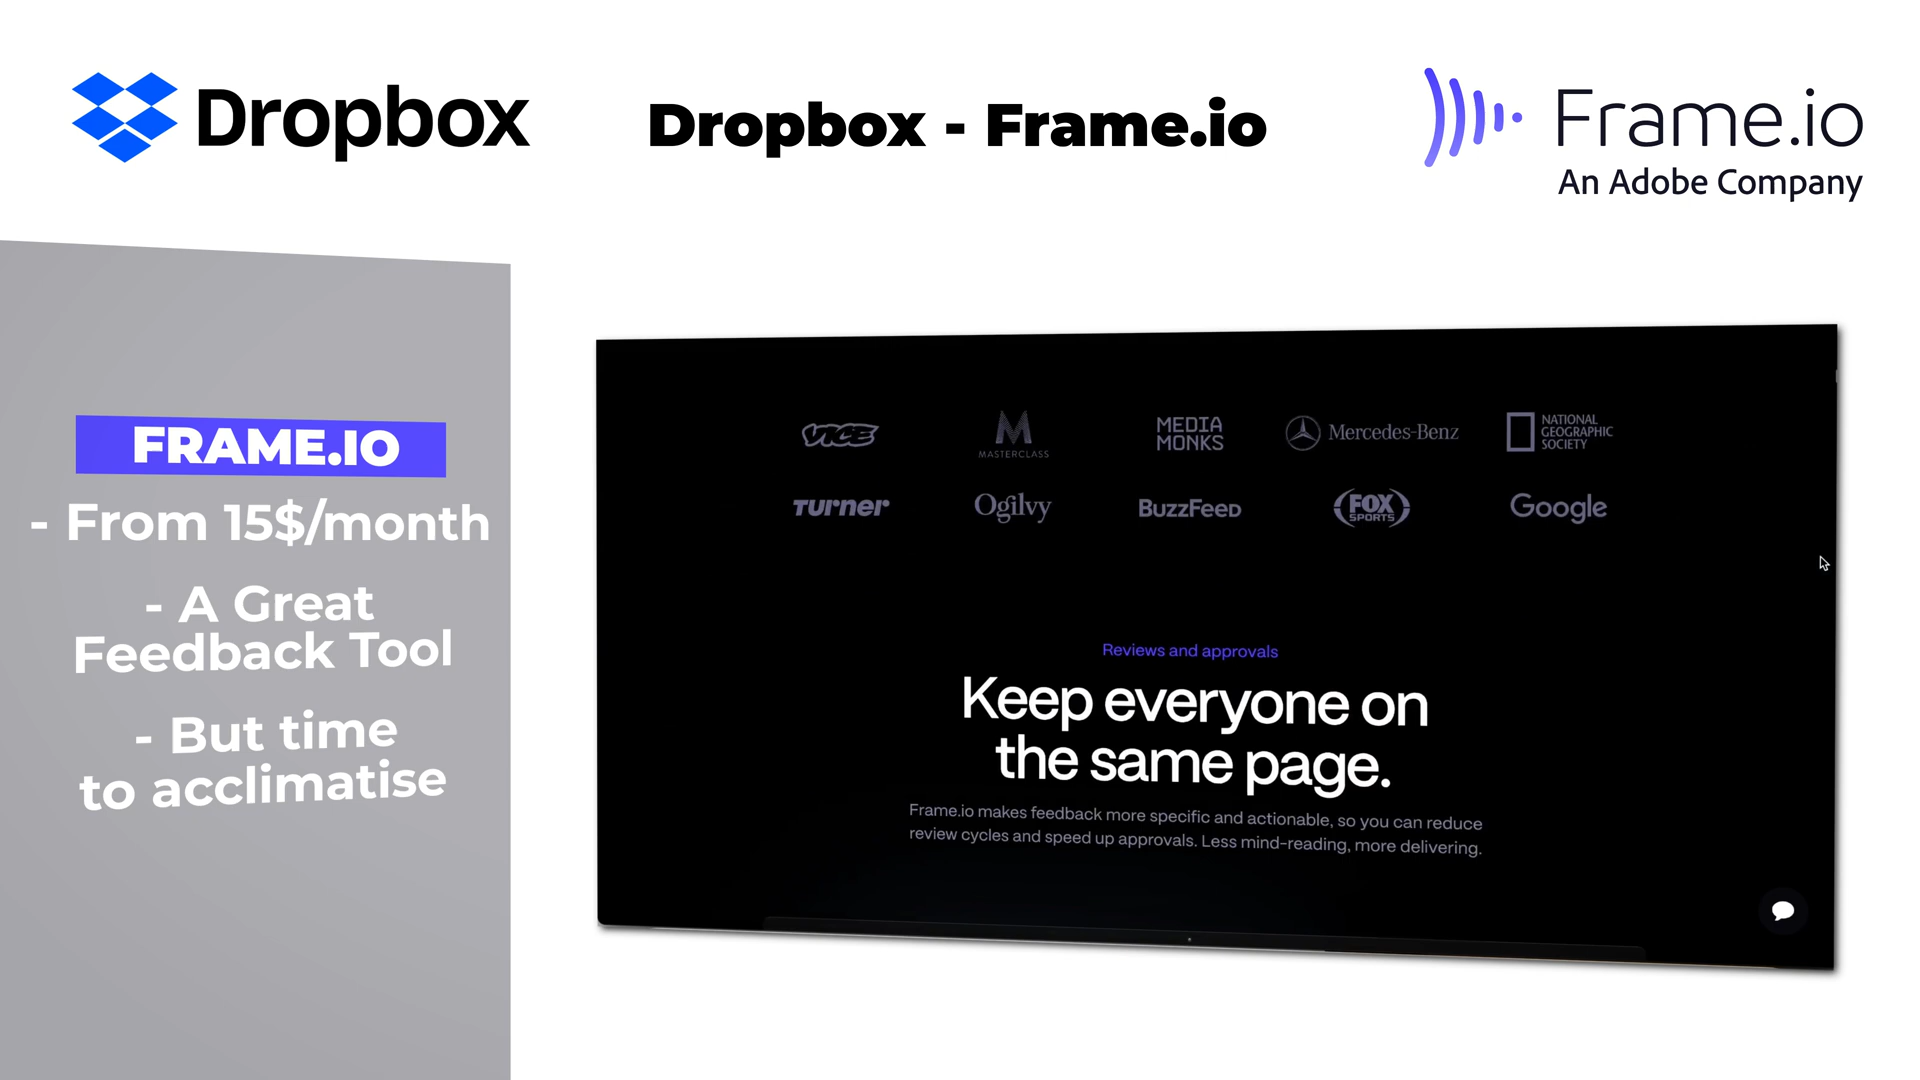 Dropbox
Dropbox - Frame.io
Frame.io
An Adobe Company
FRAME.IO
- From 15$/month
- A Great
Feedback Tool
- But time
to acclimatise
VICE
MASTERCLASS
MEDIA
MONKS
Mercedes-Benz
NATIONAL
GEOGRAPHIC
SOCIETY
Turner
Ogilvy
BuzzFeeD
FOX
SPORTS
Google
Reviews and approvals
Keep everyone on
the same page.
Frame.io makes feedback more specific and actionable, so you can reduce
review cycles and speed up approvals. Less mind-reading, more delivering.